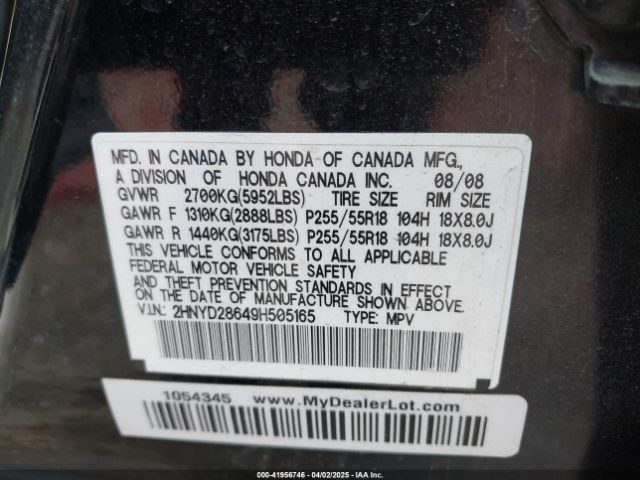 MFD. IN CANADA BY HONDA OF CANADA MFG.,
A DIVISION OF HONDA CANADA INC. 08/08
GVWR 2700KG(5952LBS) TIRE SIZE RIM SIZE
GAWR F 1310KG(2888LBS) P255/55R18 104H 18X8.0J
GAWR R 1440KG(3175LBS) P255/55R18 104H 18X8.0J
THIS VEHICLE CONFORMS TO ALL APPLICABLE
FEDERAL MOTOR VEHICLE SAFETY
AND THEFT PREVENTION STANDARDS IN EFFECT
ON THE DATE OF MANUFACTURE SHOWN ABOVE.
V.I.N.: 2HNYD28649H505165 TYPE: MPV
1054345 www.MyDealerLot.com
000-41956746 | 04/02/2025 | IAAI.COM